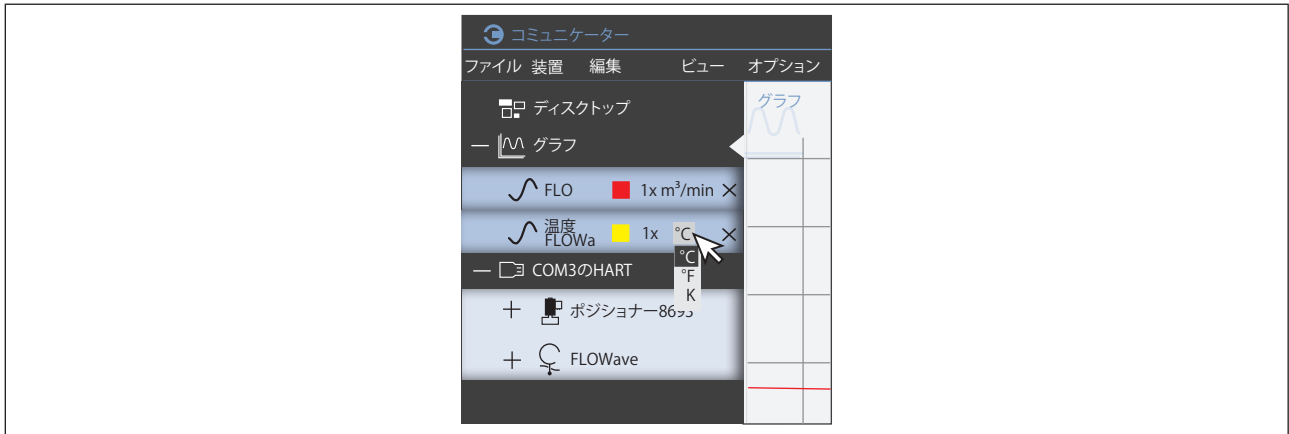 コミュニケーター
ファイル 装置 編集 ビュー オプション
ディスクトップ
グラフ
グラフ
FLO 1x m³/min ×
温度
FLOWa 1x °C ×
°C
°F
K
COM3のHART
ポジショナー8695
FLOWave